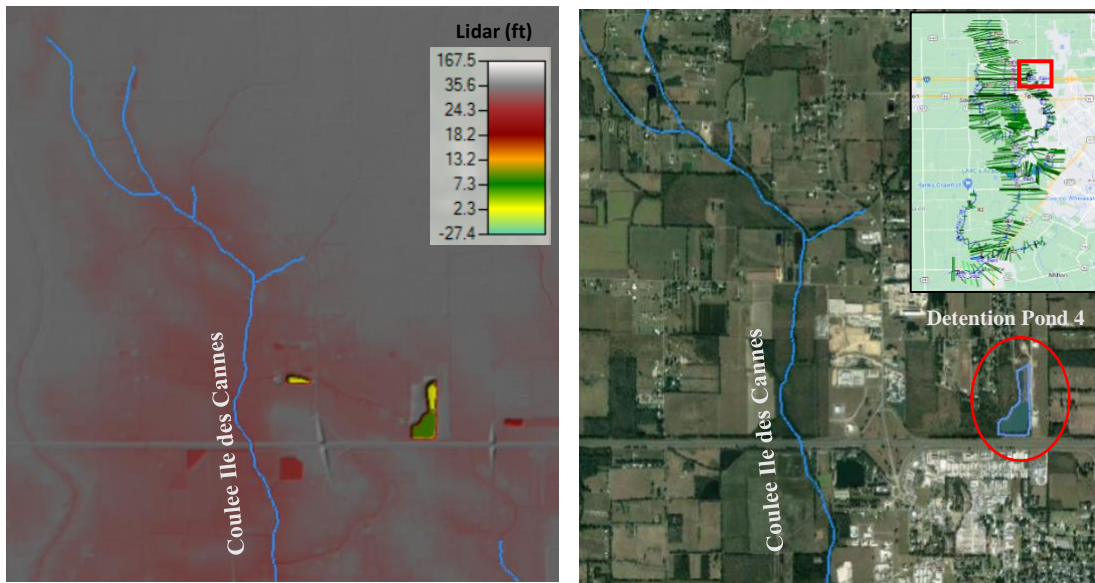 Lidar (ft)
167.5
35.6
24.3
18.2
13.2
7.3
2.3
-27.4
Coulee Ile des Cannes
Detention Pond 4
Coulee Ile des Cannes
Milton